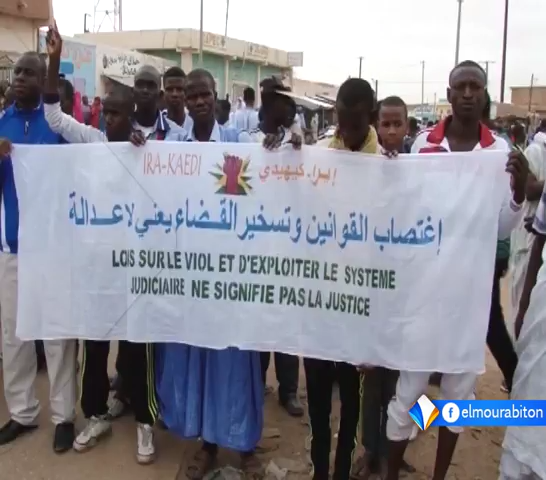 IRA-KAEDI إيرا. كيهيدي
إغتصاب القوانين وتسخير القضاء يعني لاعدالة
LOIS SUR LE VIOL ET D'EXPLOITER LE SYSTEME
JUDICIAIRE NE SIGNIFIE PAS LA JUSTICE
elmourabiton